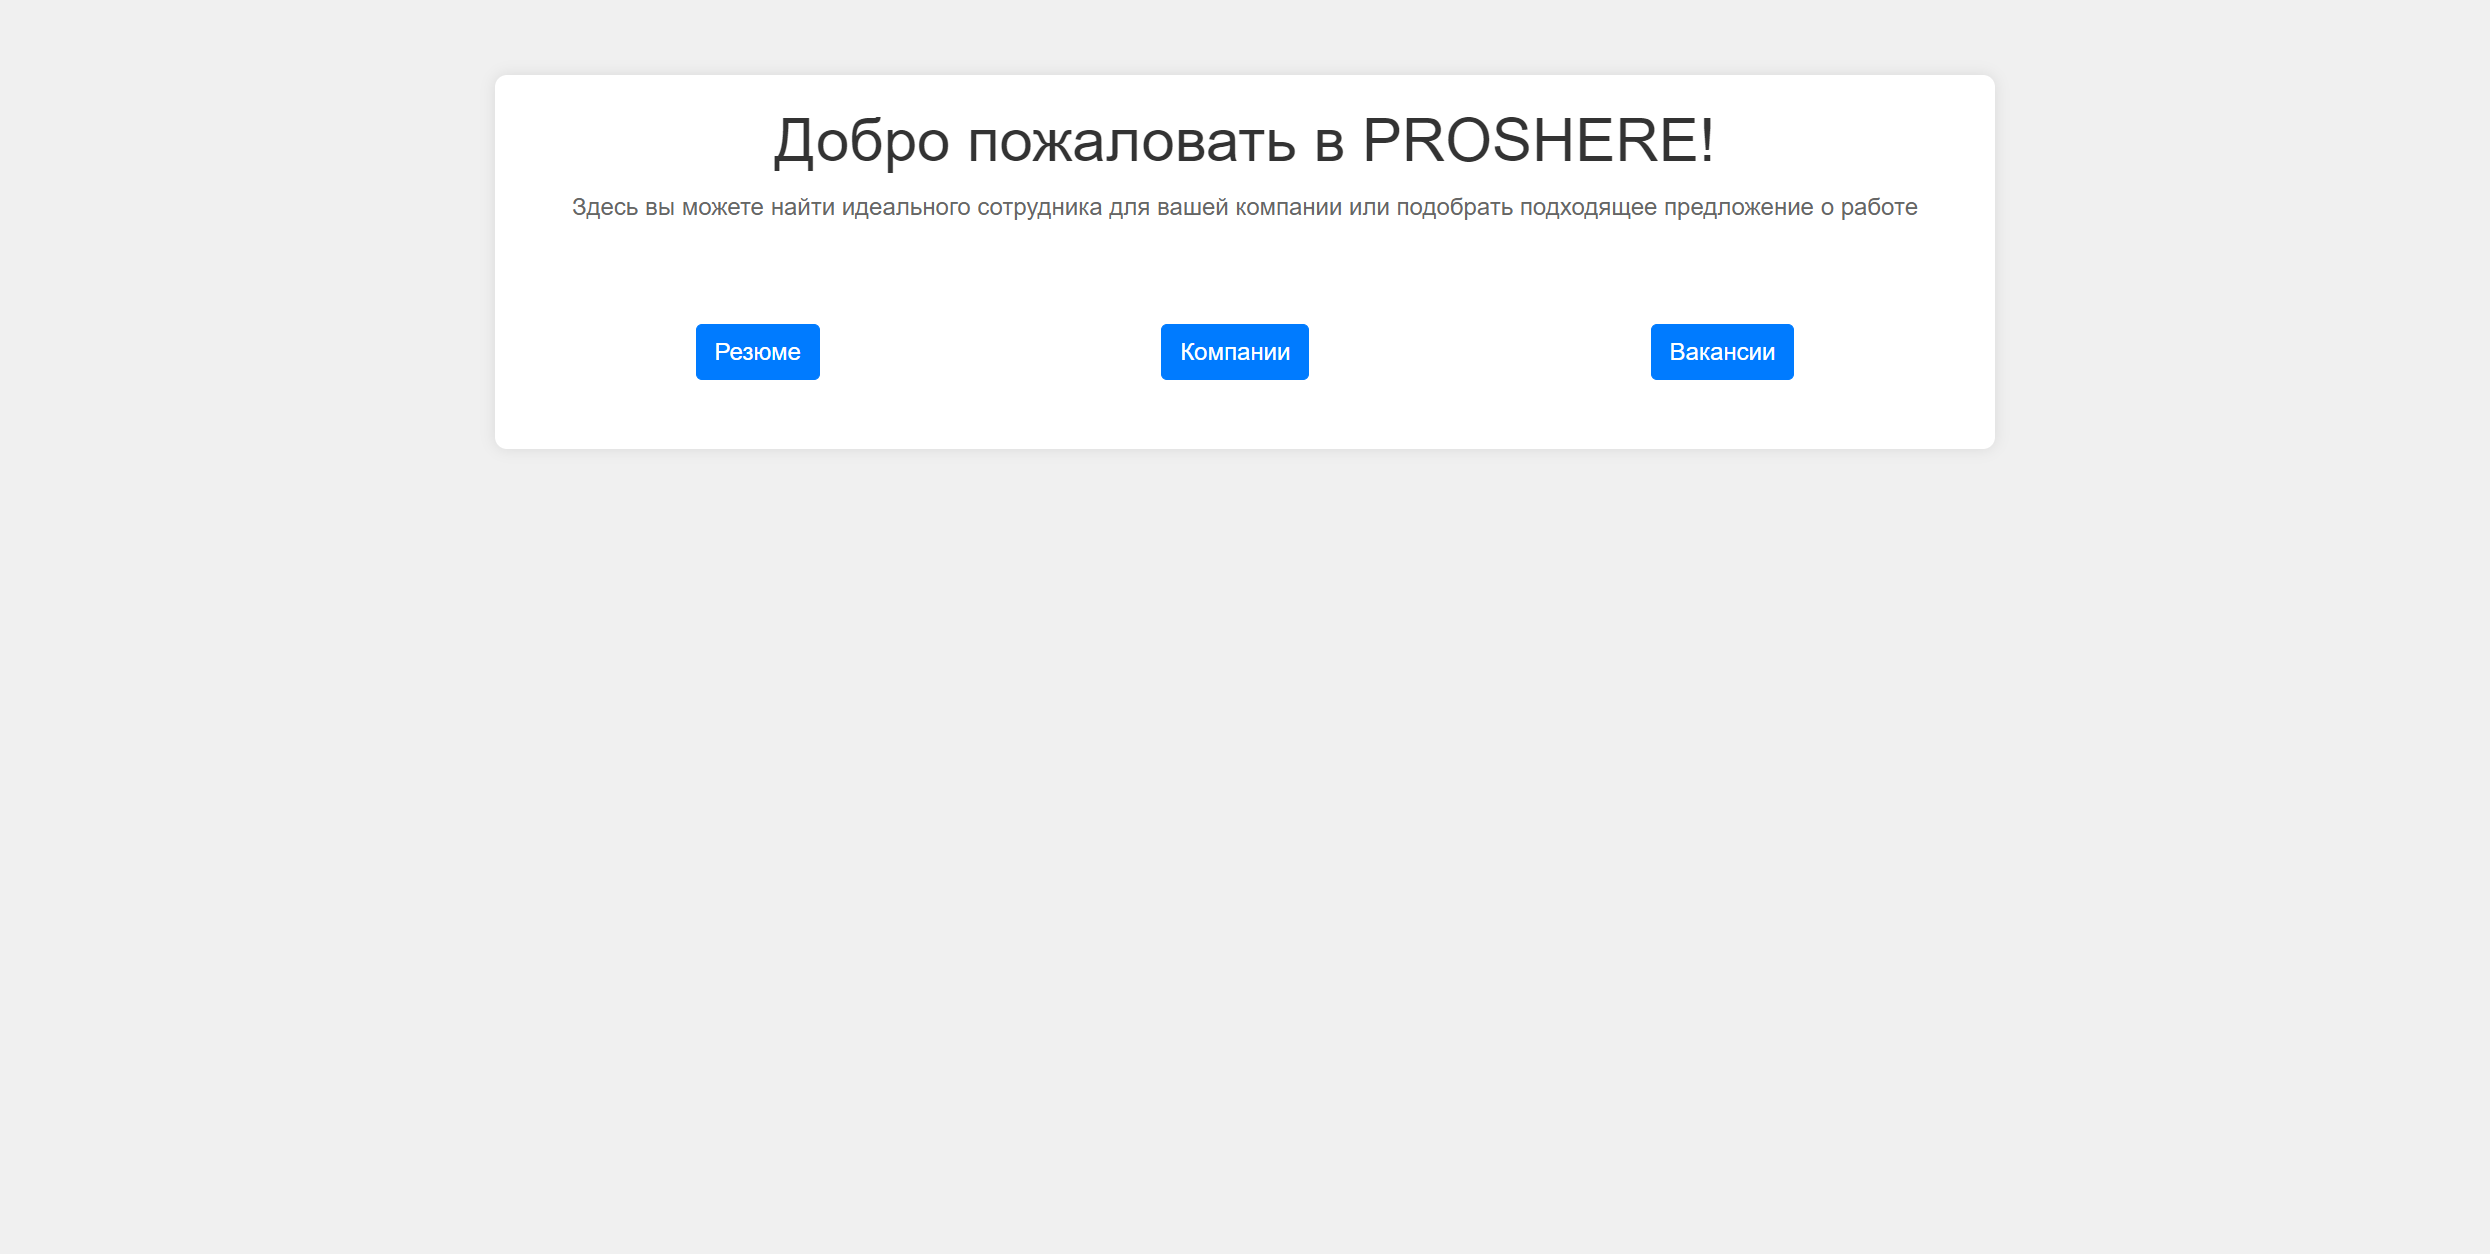 Добро пожаловать в PROSHERE!
Здесь вы можете найти идеального сотрудника для вашей компании или подобрать подходящее предложение о работе
Резюме
Компании
Вакансии